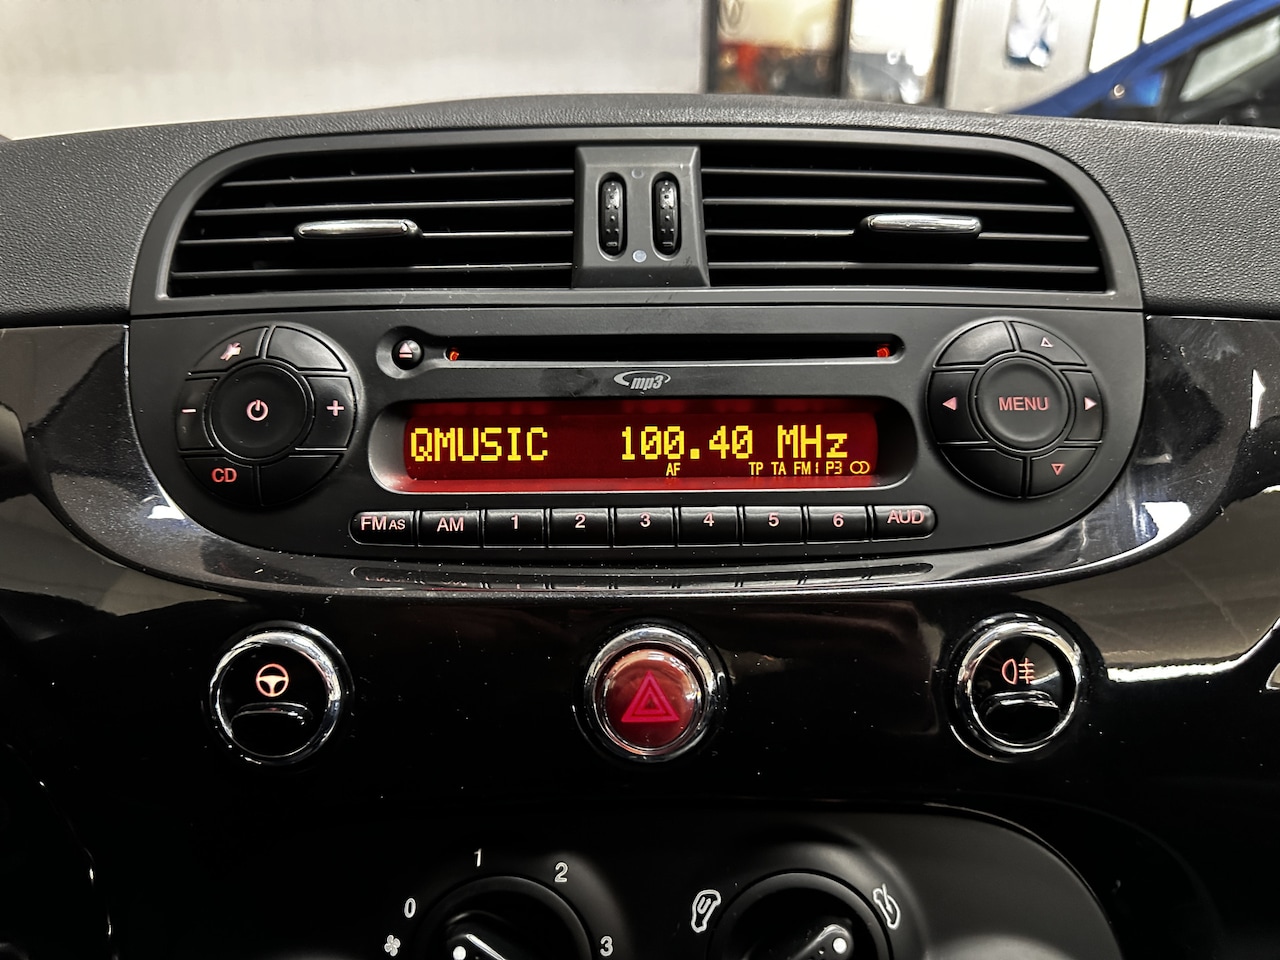 mp3
QMUSIC 100.40 MHz
AF TP TA FM1 P3
CD
MENU
FM AS AM 1 2 3 4 5 6 AUD
0 1 2 3